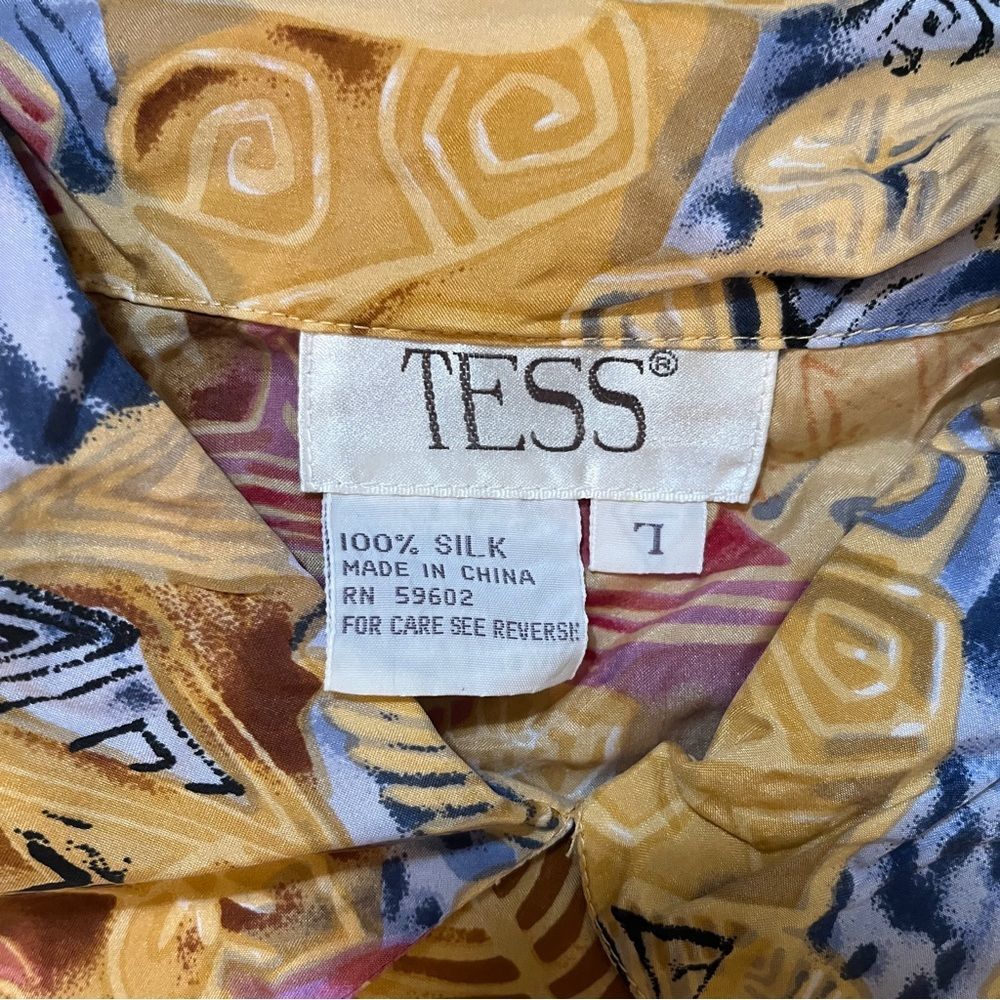 TESS®
100% SILK
MADE IN CHINA
RN 59602
FOR CARE SEE REVERSE
L